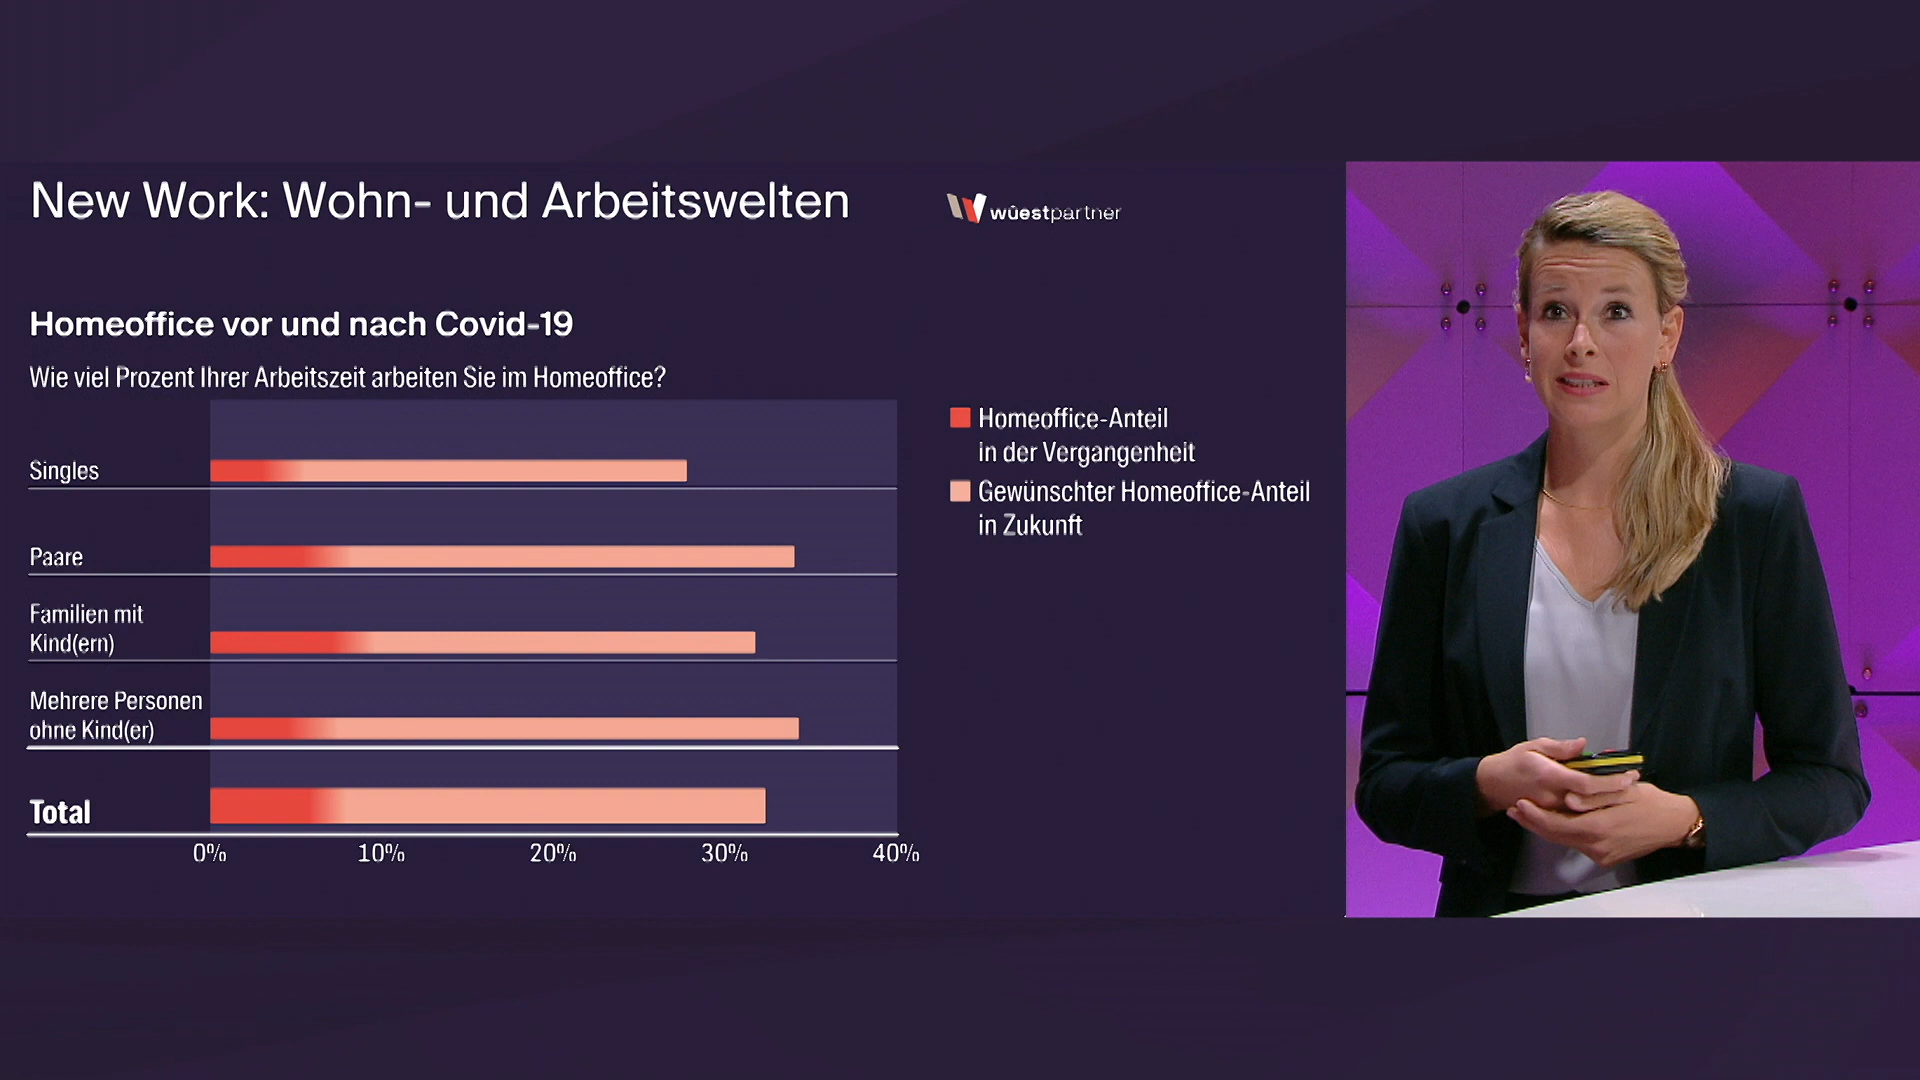 New Work: Wohn- und Arbeitswelten
wüestpartner
Homeoffice vor und nach Covid-19
Wie viel Prozent Ihrer Arbeitszeit arbeiten Sie im Homeoffice?
Homeoffice-Anteil
in der Vergangenheit
Gewünschter Homeoffice-Anteil
in Zukunft
Singles
Paare
Familien mit
Kind(ern)
Mehrere Personen
ohne Kind(er)
Total
0% 10% 20% 30% 40%